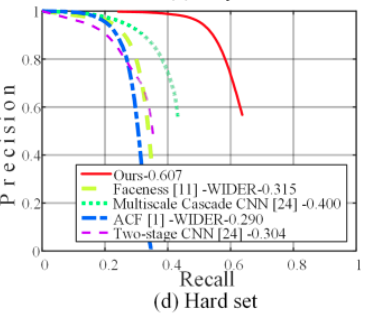 1
0.8
0.6
0.4
0.2
0
Precision
Ours-0.607
Faceness [11] -WIDER-0.315
Multiscale Cascade CNN [24] -0.400
ACF [1] -WIDER-0.290
Two-stage CNN [24] -0.304
0 0.2 0.4 0.6 0.8 1
Recall
(d) Hard set